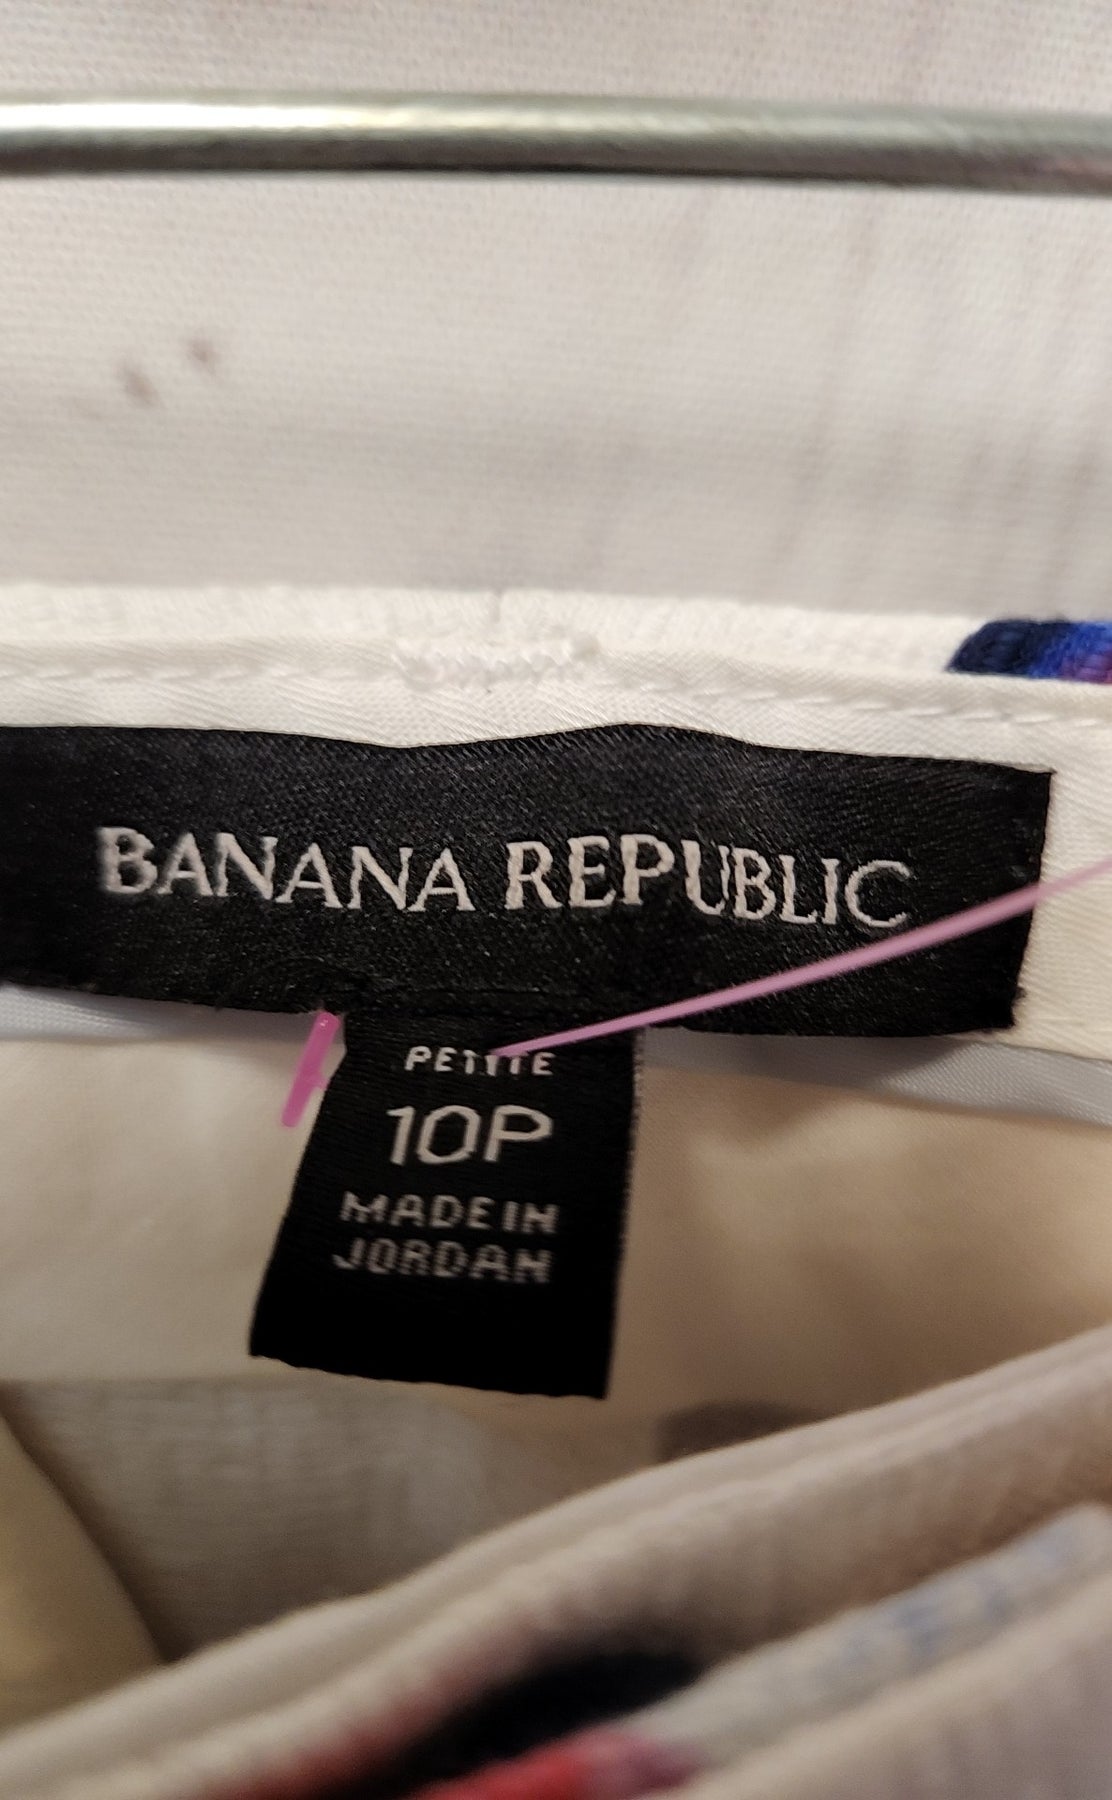 BANANA REPUBLIC
PETITE
10P
MADE IN
JORDAN